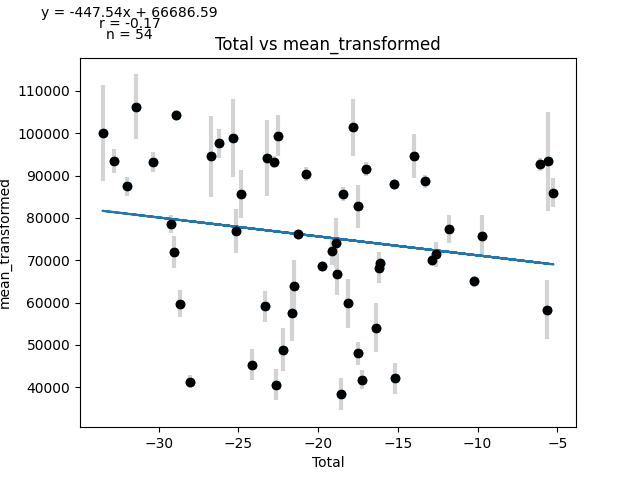 y = -447.54x + 66686.59
r = -0.17
n = 54
Total vs mean_transformed
mean_transformed
110000
100000
90000
80000
70000
60000
50000
40000
−30
−25
−20
−15
−10
−5
Total